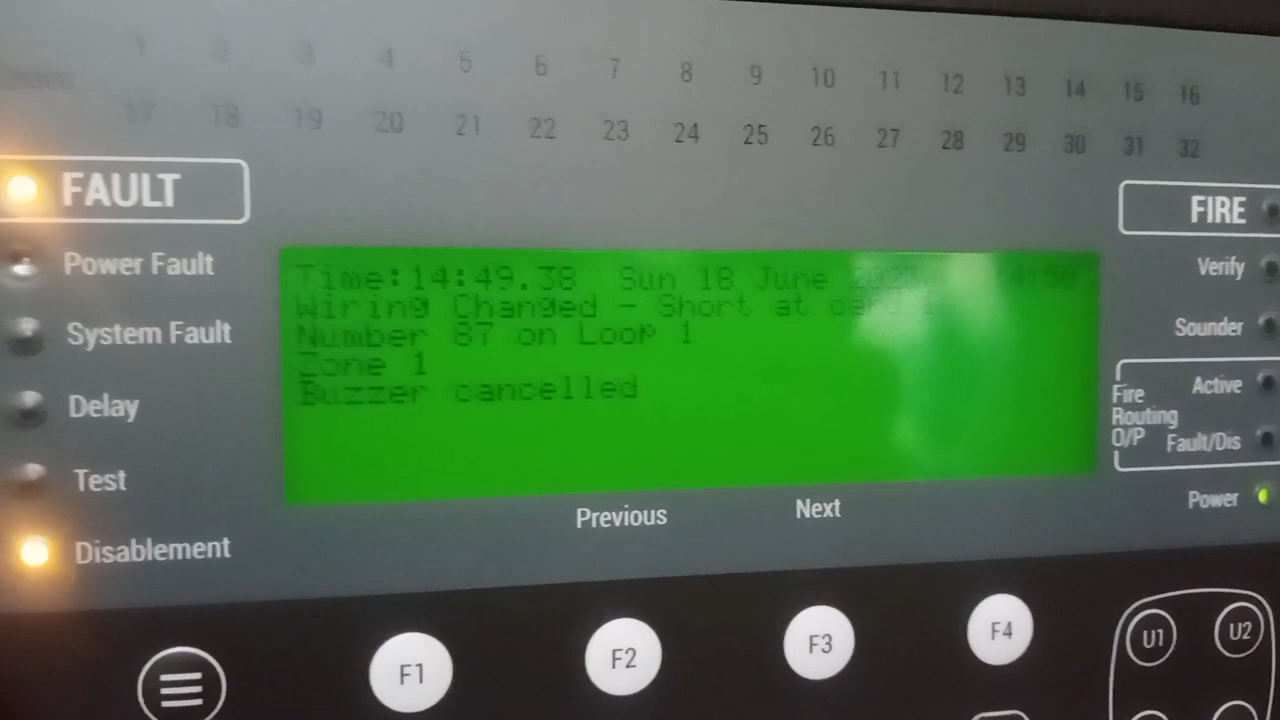 1 2 3 4 5 6 7 8 9 10 11 12 13 14 15 16
17 18 19 20 21 22 23 24 25 26 27 28 29 30 31 32
FAULT
Power Fault
System Fault
Delay
Test
Disablement
Time:14:49.38 Sun 18 June
Wiring Changed - Short at card 1
Number 87 on Loop 1
Zone 1
Buzzer cancelled
Previous Next
FIRE
Verify
Sounder
Active
Fire
Routing
O/P
Fault/Dis
Power
F1 F2 F3 F4 U1 U2